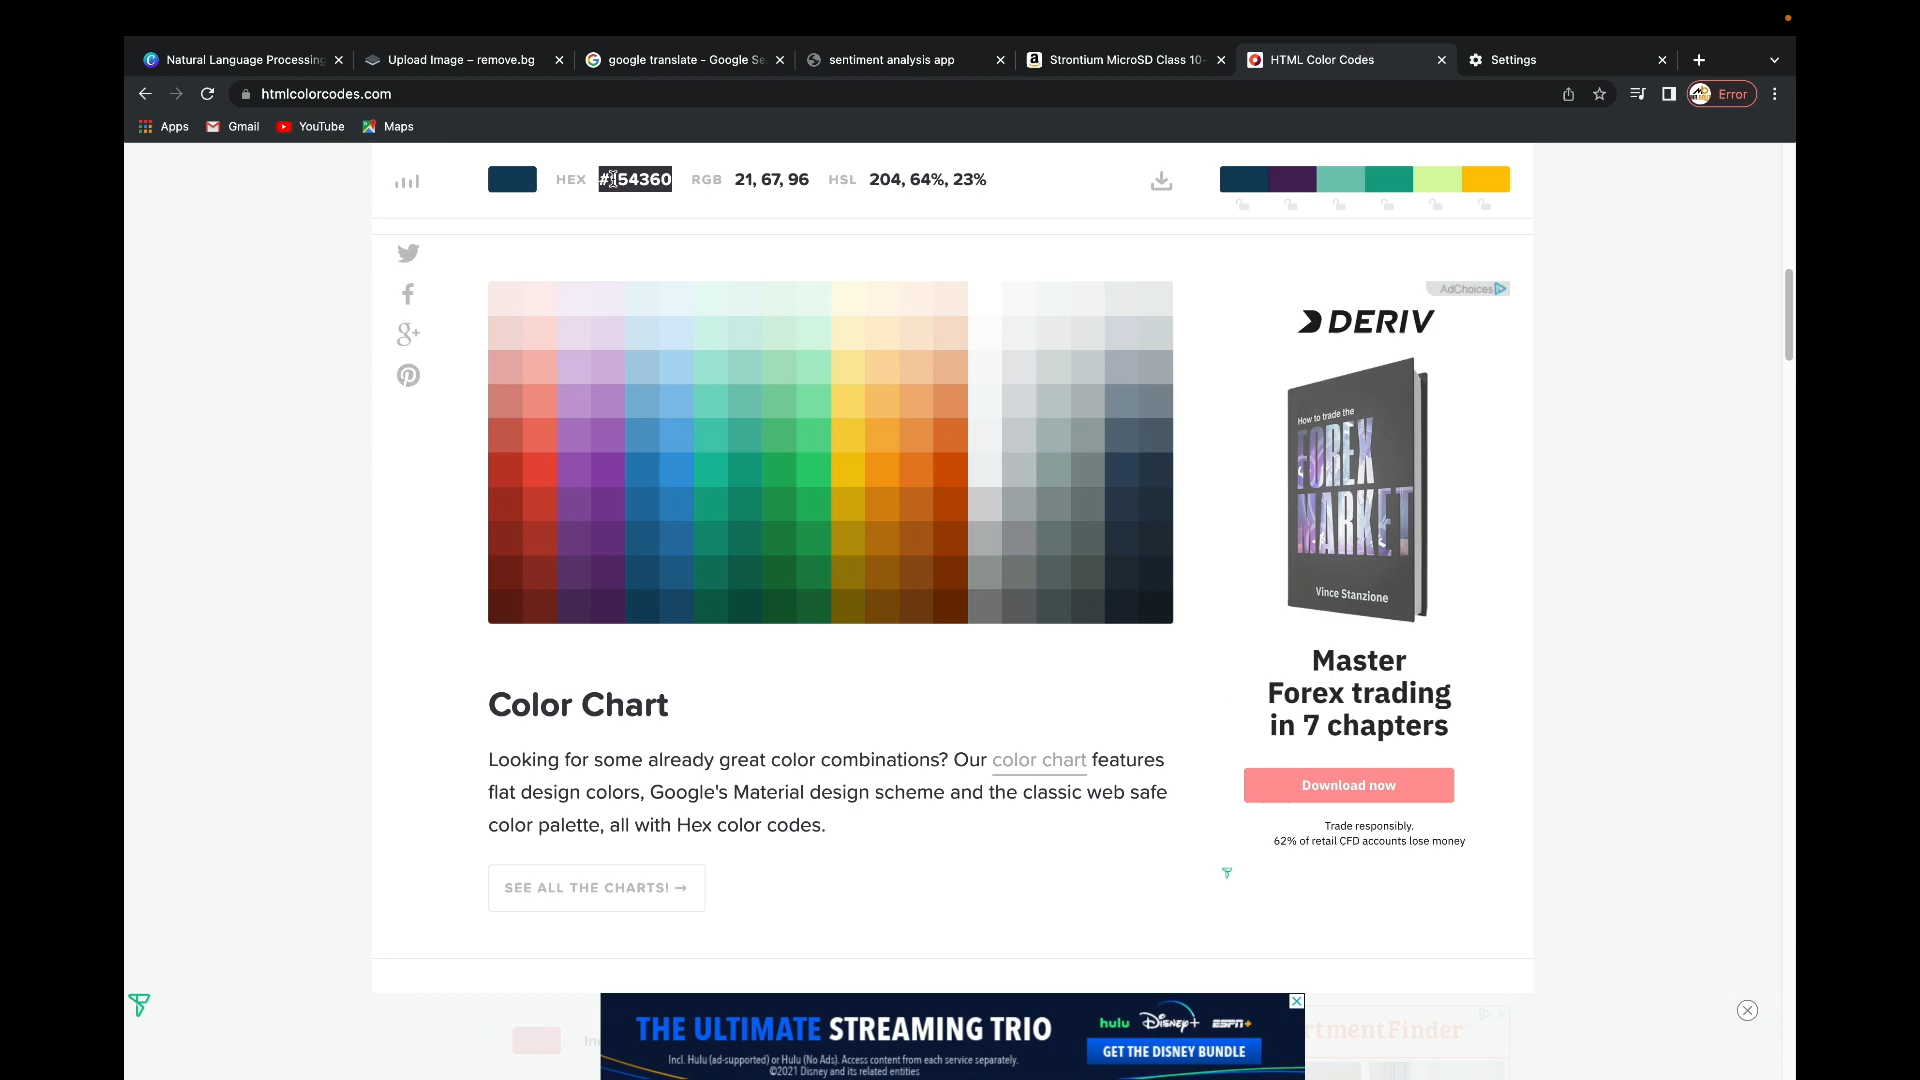 Natural Language Processing
Upload Image – remove.bg
google translate - Google Se
sentiment analysis app
Strontium MicroSD Class 10-
HTML Color Codes
Settings
htmlcolorcodes.com
Error
Apps
Gmail
YouTube
Maps
HEX #154360 RGB 21, 67, 96 HSL 204, 64%, 23%
AdChoices
DERIV
How to trade the
FOREX
MARKET
Vince Stanzione
Master
Forex trading
in 7 chapters
Download now
Trade responsibly.
62% of retail CFD accounts lose money
Color Chart
Looking for some already great color combinations? Our color chart features
flat design colors, Google's Material design scheme and the classic web safe
color palette, all with Hex color codes.
SEE ALL THE CHARTS! →
THE ULTIMATE STREAMING TRIO
hulu Disney+ ESPN+
GET THE DISNEY BUNDLE
Incl. Hulu (ad-supported) or Hulu (No Ads). Access content from each service separately.
©2021 Disney and its related entities